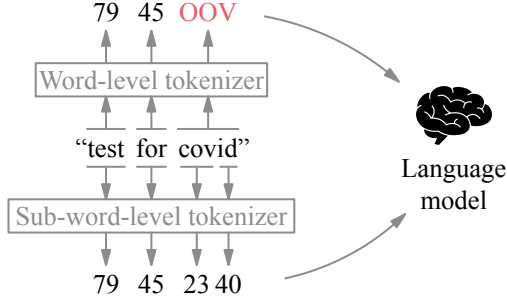 79 45 OOV
Word-level tokenizer
“test for covid”
Sub-word-level tokenizer
79 45 23 40
Language
model